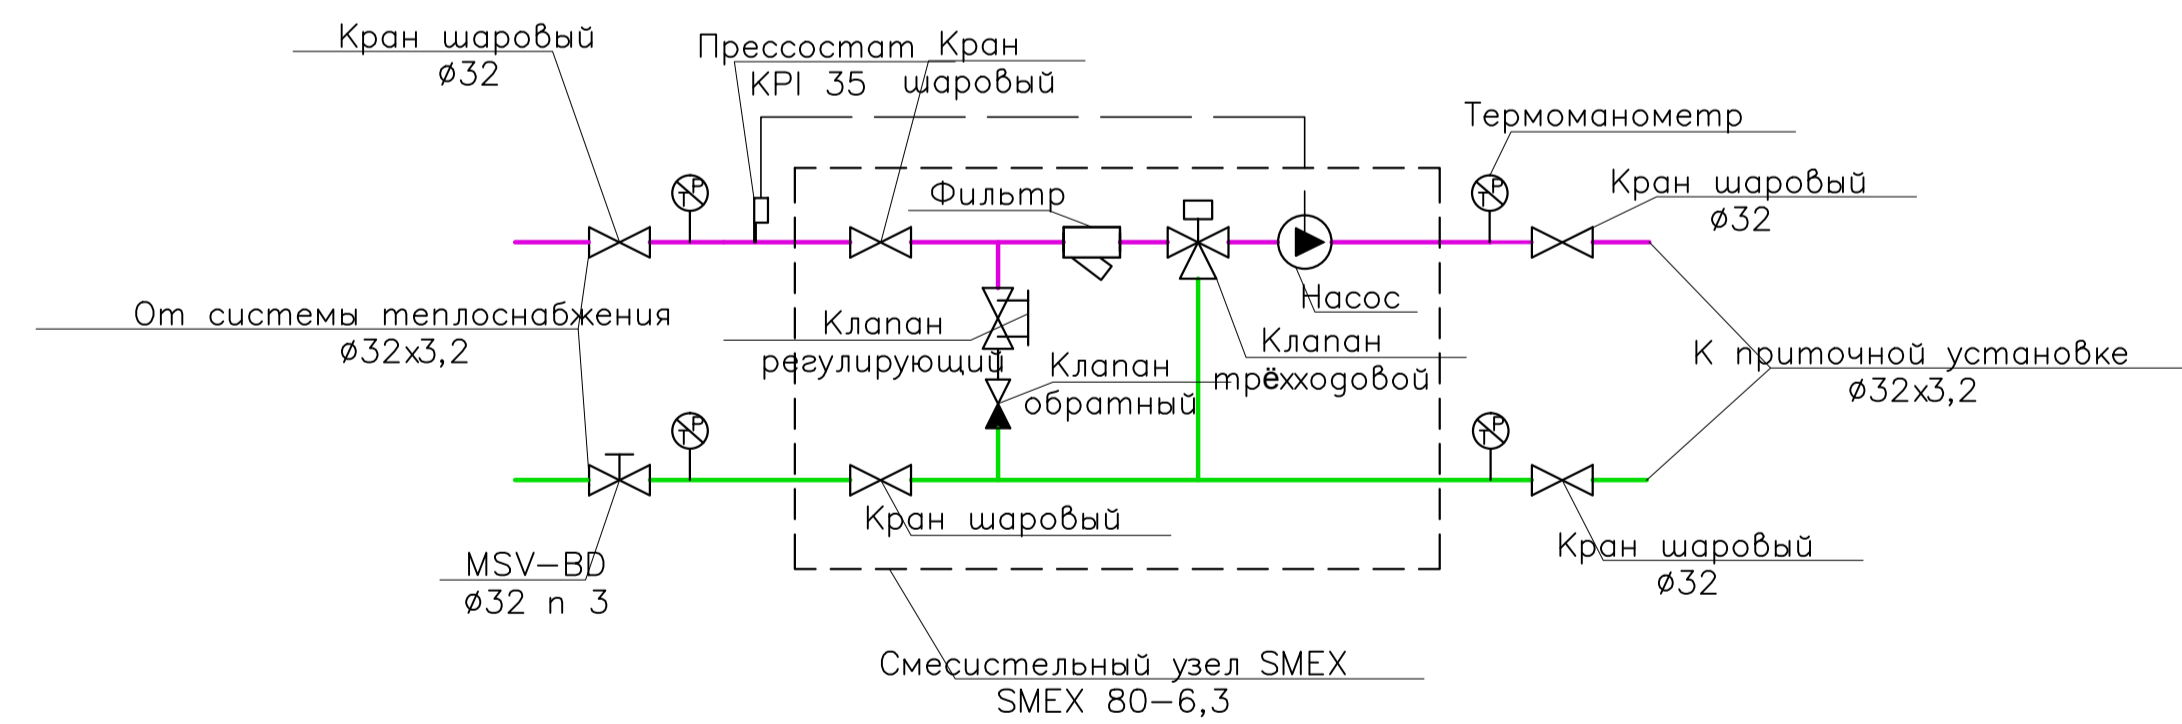 Кран шаровый
ø32
Прессостат
KPI 35
Кран
шаровый
Термоманометр
Кран шаровый
ø32
Фильтр
T P
T P
Насос
От системы теплоснабжения
ø32x3,2
Клапан
регулирующий
Клапан
трёхходовой
Клапан
обратный
К приточной установке
ø32x3,2
T P
T P
Кран шаровый
Кран шаровый
ø32
MSV-BD
ø32 n 3
Смесистельный узел SMEX
SMEX 80-6,3